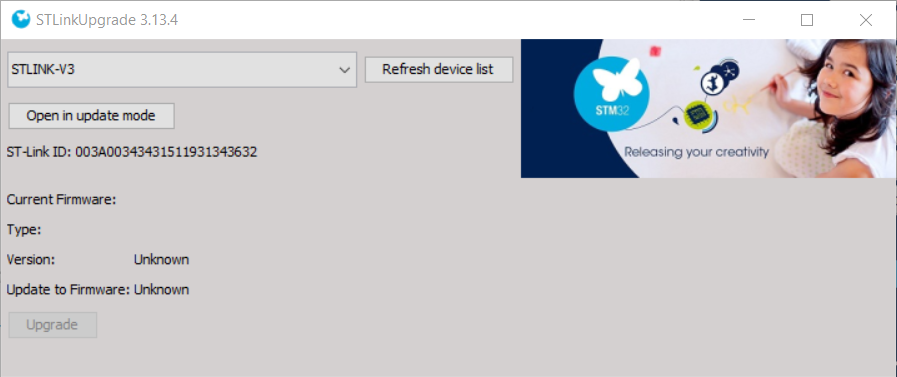 STLinkUpgrade 3.13.4
STLINK-V3
Refresh device list
Open in update mode
ST-Link ID: 003A00343431511931343632
STM32
Releasing your creativity
Current Firmware:
Type:
Version: Unknown
Update to Firmware: Unknown
Upgrade